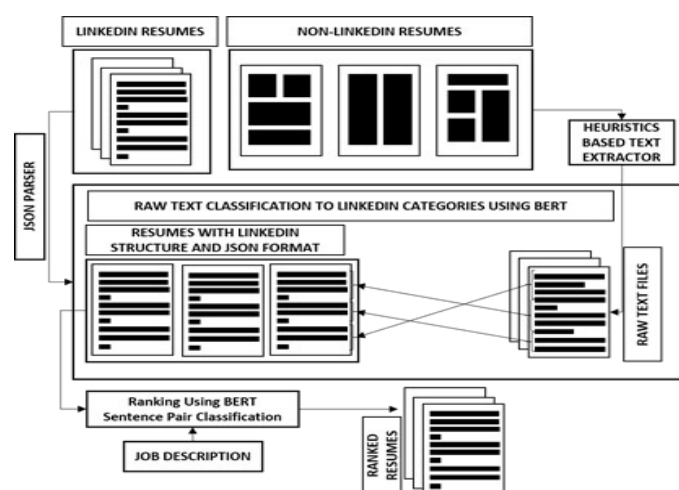 LINKEDIN RESUMES
NON-LINKEDIN RESUMES
JSON PARSER
HEURISTICS
BASED TEXT
EXTRACTOR
RAW TEXT CLASSIFICATION TO LINKEDIN CATEGORIES USING BERT
RESUMES WITH LINKEDIN
STRUCTURE AND JSON FORMAT
RAW TEXT FILES
Ranking Using BERT
Sentence Pair Classification
JOB DESCRIPTION
RANKED
RESUMES